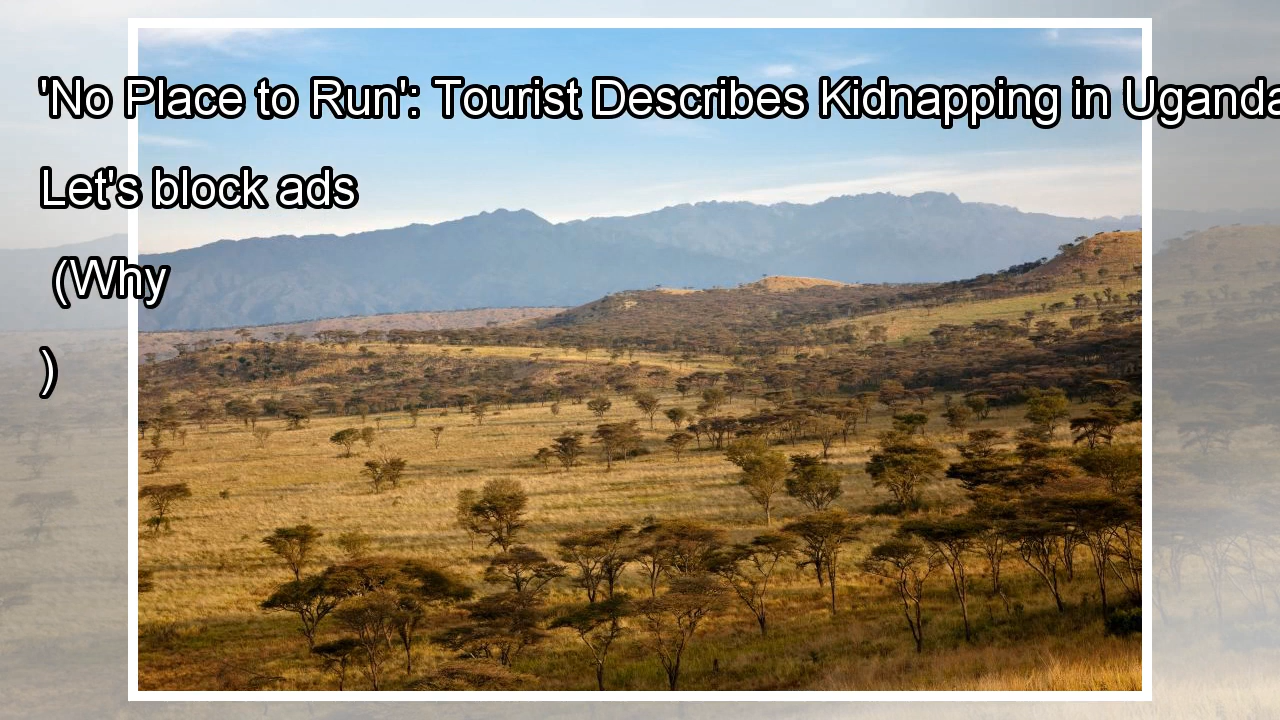 'No Place to Run': Tourist Describes Kidnapping in Uganda
Let's block ads
(Why
)